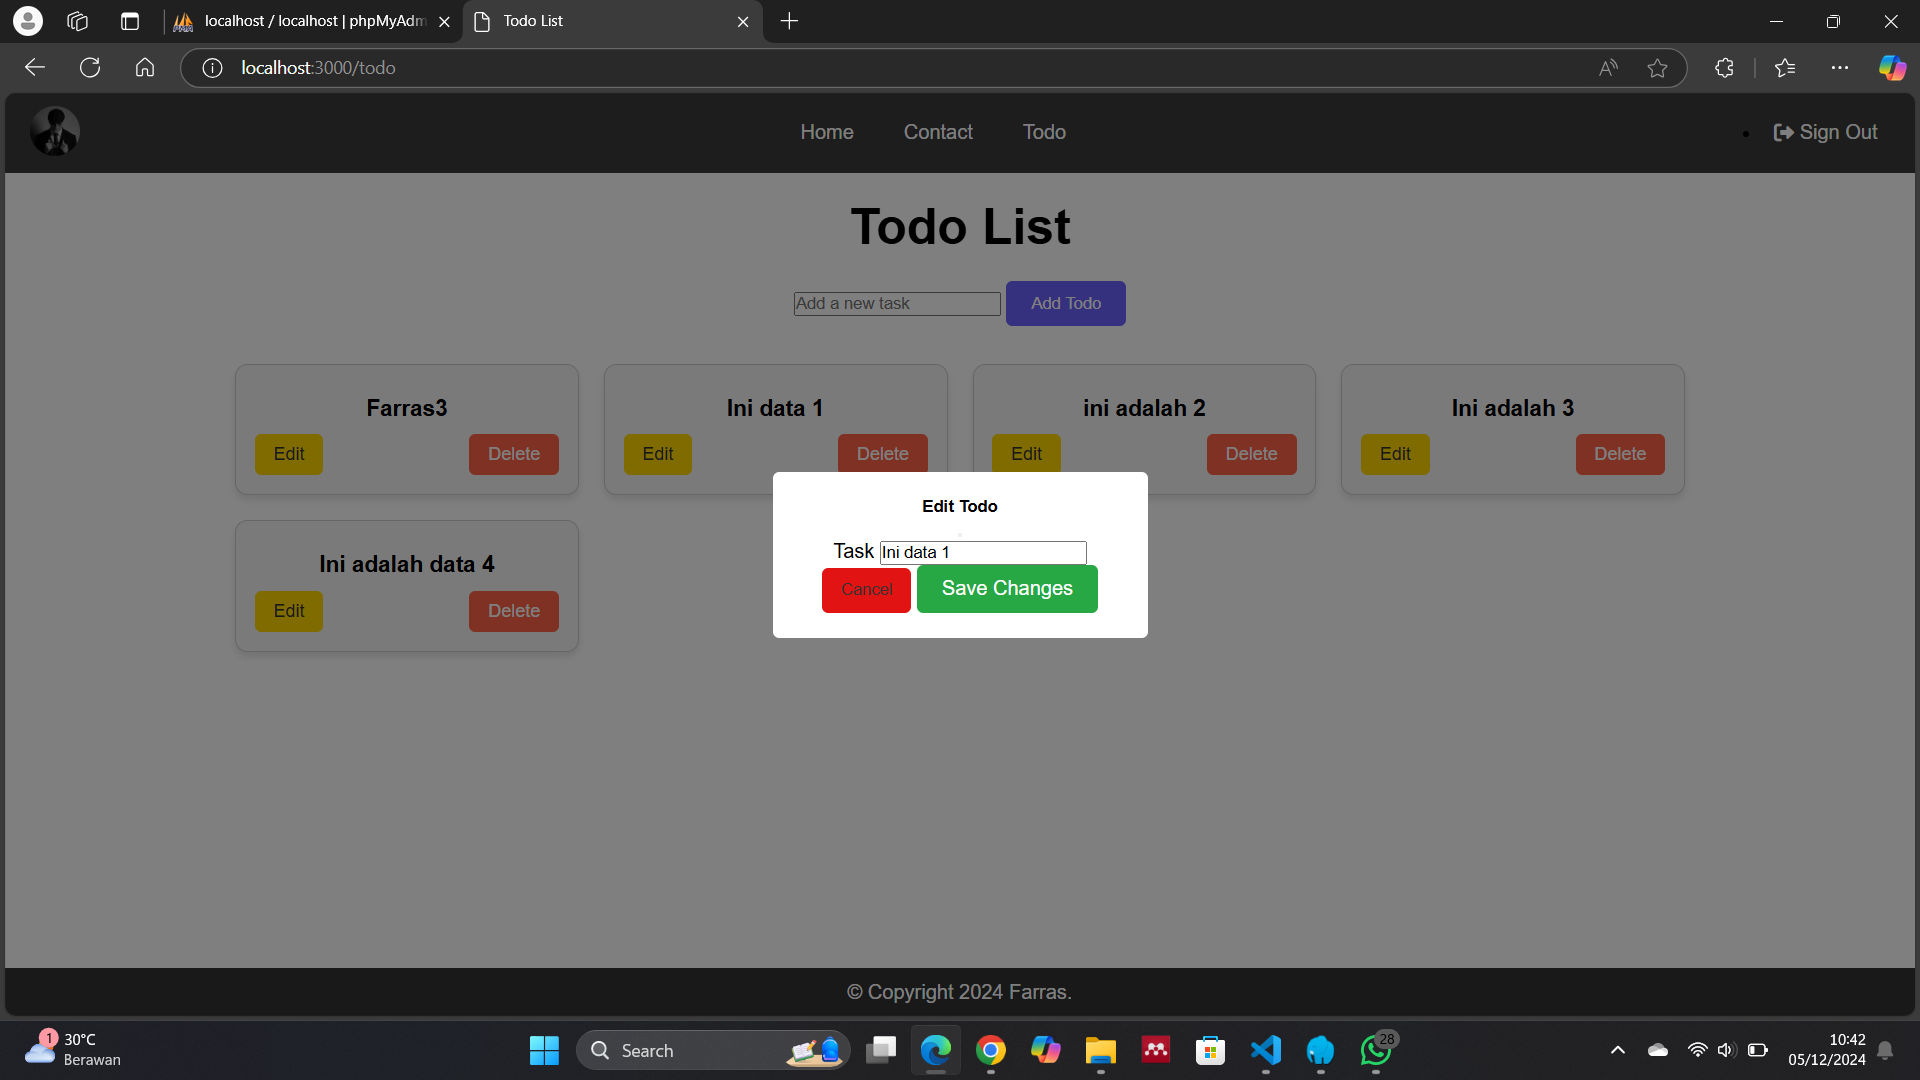 localhost / localhost | phpMyAdm
Todo List
localhost:3000/todo
Home Contact Todo Sign Out
Todo List
Add a new task Add Todo
Farras3 Ini data 1 ini adalah 2 Ini adalah 3
Edit Delete Edit Delete Edit Delete Edit Delete
Edit Todo
Task Ini data 1
Cancel Save Changes
Ini adalah data 4
Edit Delete
© Copyright 2024 Farras.
1
30°C
Berawan
Search
28
10:42
05/12/2024